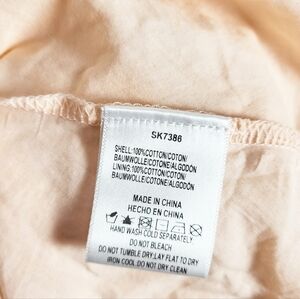 SK7386
SHELL:100%COTTON/COTON/
BAUMWOLLE/COTONE/ALGODÓN
LINING:100%COTTON/COTON/
BAUMWOLLE/COTONE/ALGODÓN
MADE IN CHINA
HECHO EN CHINA
HAND WASH COLD SEPARATELY
DO NOT BLEACH
DO NOT TUMBLE DRY LAY FLAT TO DRY
IRON COOL DO NOT DRY CLEAN